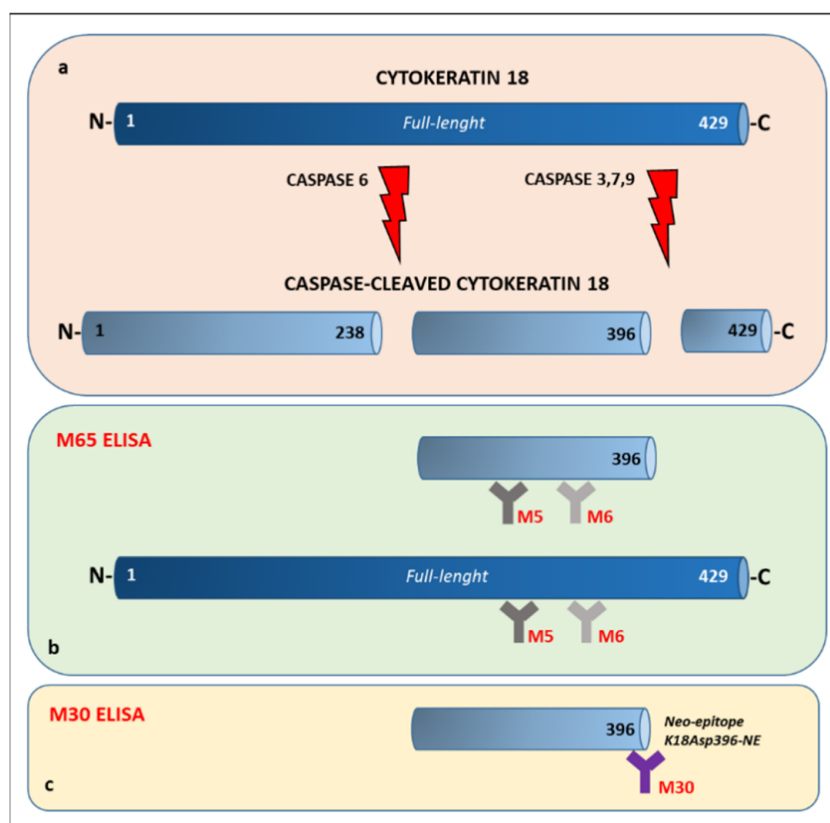 a
CYTOKERATIN 18
N- 1 Full-lenght 429 -C
CASPASE 6 CASPASE 3,7,9
CASPASE-CLEAVED CYTOKERATIN 18
N- 1 238 396 429 -C
M65 ELISA
396
M5 M6
N- 1 Full-lenght 429 -C
M5 M6
b
M30 ELISA
396 Neo-epitope
K18Asp396-NE
M30
c